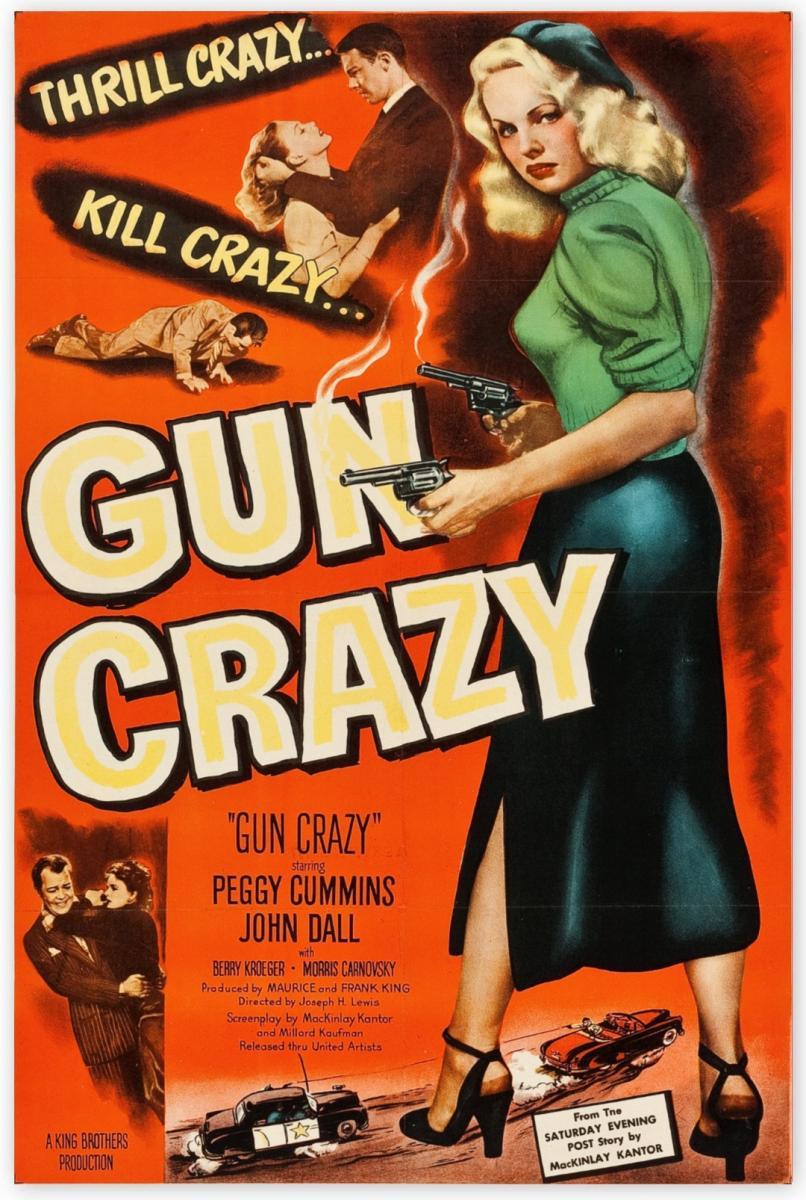 THRILL CRAZY...
KILL CRAZY...
GUN
CRAZY
"GUN CRAZY"
starring
PEGGY CUMMINS
JOHN DALL
with
BERRY KROEGER • MORRIS CARNOVSKY
Produced by MAURICE and FRANK KING
Directed by Joseph H. Lewis
Screenplay by MacKinlay Kantor
and Millard Kaufman
Released thru United Artists
A KING BROTHERS
PRODUCTION
From The
SATURDAY EVENING
POST Story by
MacKINLAY KANTOR